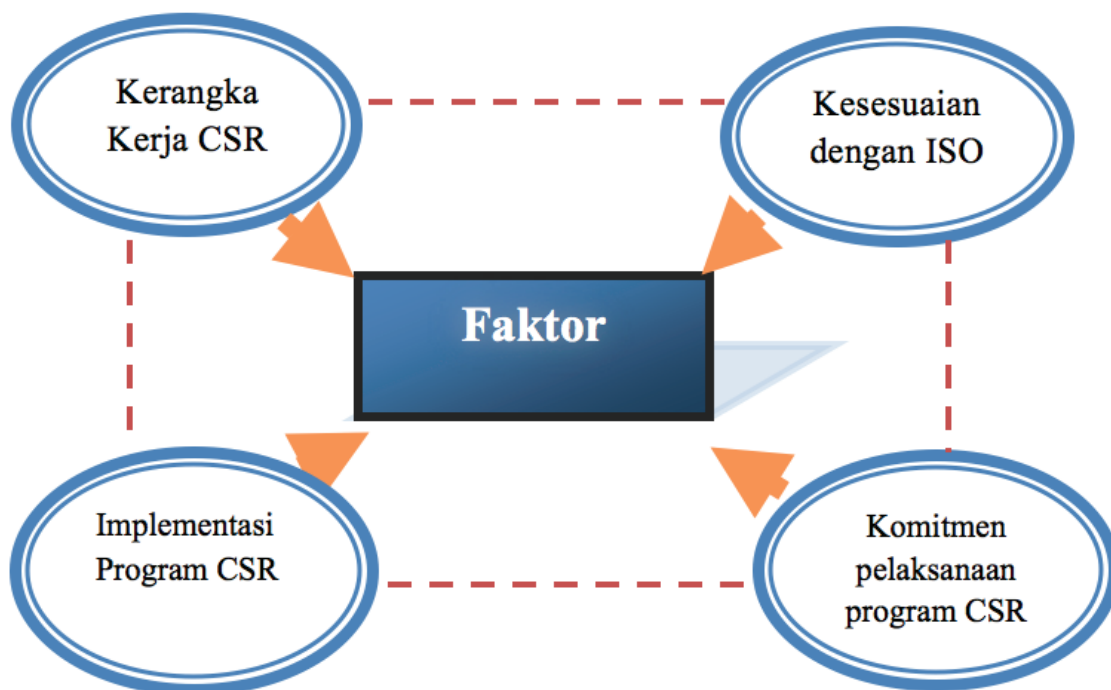 Kerangka
Kerja CSR
Kesesuaian
dengan ISO
Faktor
Implementasi
Program CSR
Komitmen
pelaksanaan
program CSR